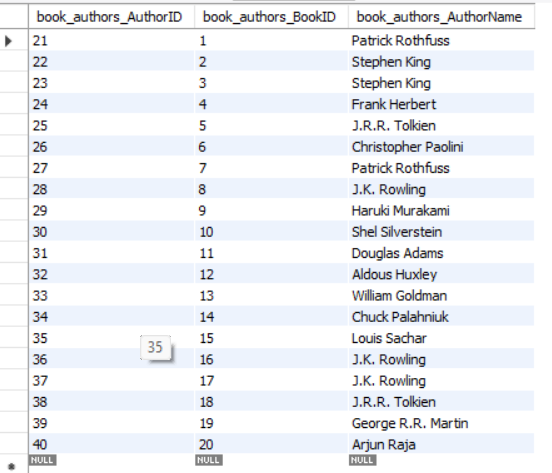 book_authors_AuthorID book_authors_BookID book_authors_AuthorName
21 1 Patrick Rothfuss
22 2 Stephen King
23 3 Stephen King
24 4 Frank Herbert
25 5 J.R.R. Tolkien
26 6 Christopher Paolini
27 7 Patrick Rothfuss
28 8 J.K. Rowling
29 9 Haruki Murakami
30 10 Shel Silverstein
31 11 Douglas Adams
32 12 Aldous Huxley
33 13 William Goldman
34 14 Chuck Palahniuk
35 15 Louis Sachar
35
36 16 J.K. Rowling
37 17 J.K. Rowling
38 18 J.R.R. Tolkien
39 19 George R.R. Martin
40 20 Arjun Raja
NULL NULL NULL